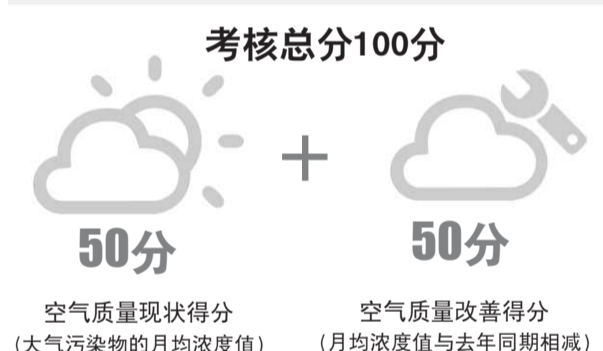 考核总分100分
+
50分
50分
空气质量现状得分
(大气污染物的月均浓度值)
空气质量改善得分
(月均浓度值与去年同期相减)